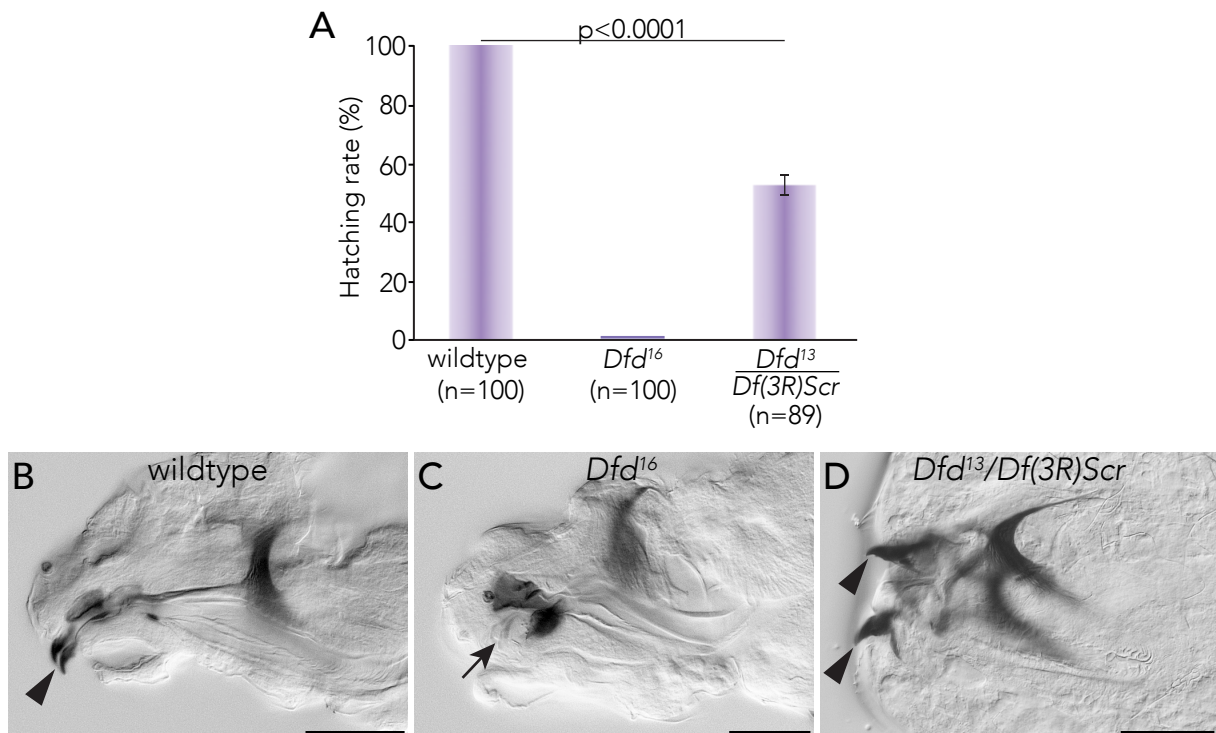 A
p<0.0001
Hatching rate (%)
100
80
60
40
20
0
wildtype
(n=100)
Dfd16
(n=100)
Dfd13
Df(3R)Scr
(n=89)
B wildtype
C Dfd16
D Dfd13/Df(3R)Scr